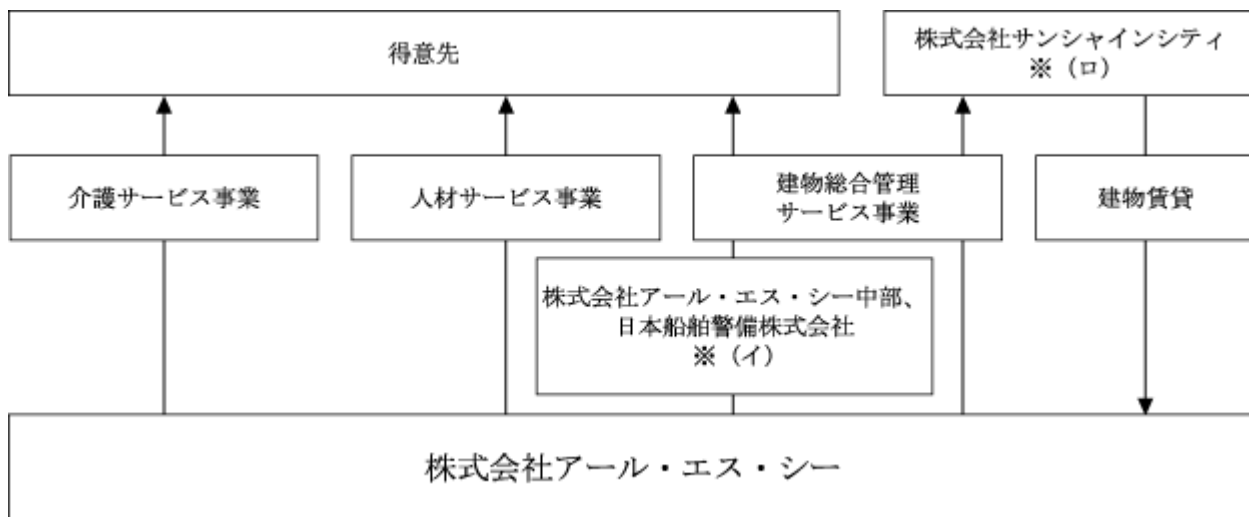 得意先
株式会社サンシャインシティ
※（ロ）
介護サービス事業
人材サービス事業
建物総合管理
サービス事業
建物賃貸
株式会社アール・エス・シー中部、
日本船舶警備株式会社
※（イ）
株式会社アール・エス・シー